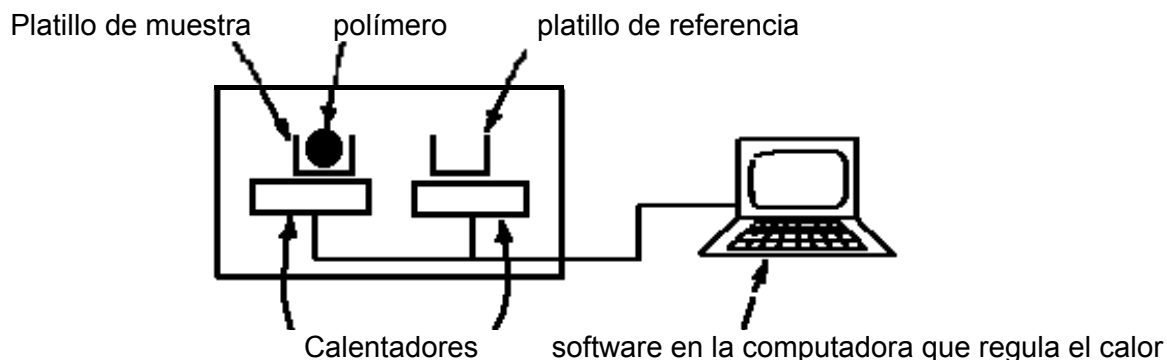 Platillo de muestra polímero platillo de referencia
Calentadores software en la computadora que regula el calor